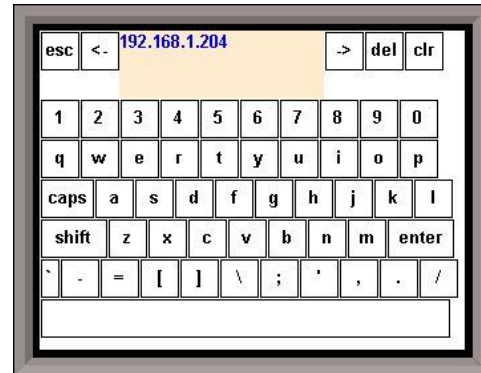 esc <- 192.168.1.204 -> del clr
1 2 3 4 5 6 7 8 9 0
q w e r t y u i o p
caps a s d f g h j k l
shift z x c v b n m enter
` - = [ ] \ ; ' , . /